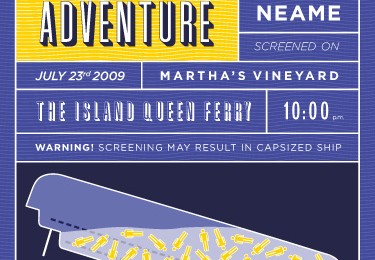 ADVENTURE
NEAME
SCREENED ON
JULY 23rd 2009
MARTHA'S VINEYARD
THE ISLAND QUEEN FERRY
10:00 p.m.
WARNING! SCREENING MAY RESULT IN CAPSIZED SHIP